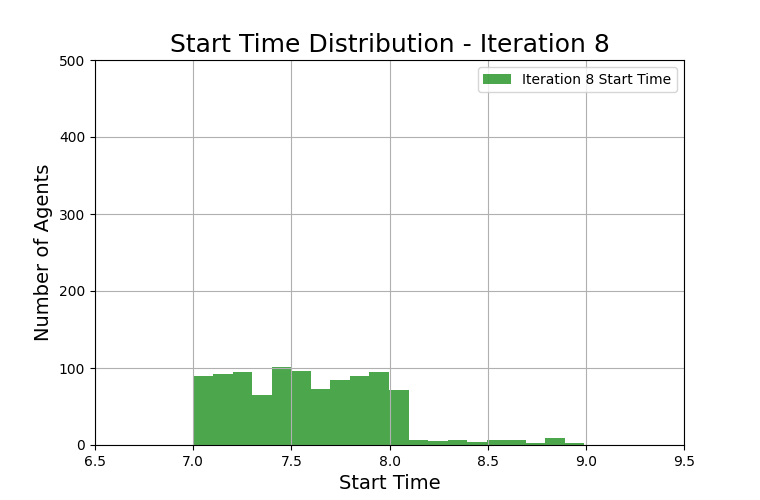 Start Time Distribution - Iteration 8
Iteration 8 Start Time
Number of Agents
500
400
300
200
100
0
6.5 7.0 7.5 8.0 8.5 9.0 9.5
Start Time